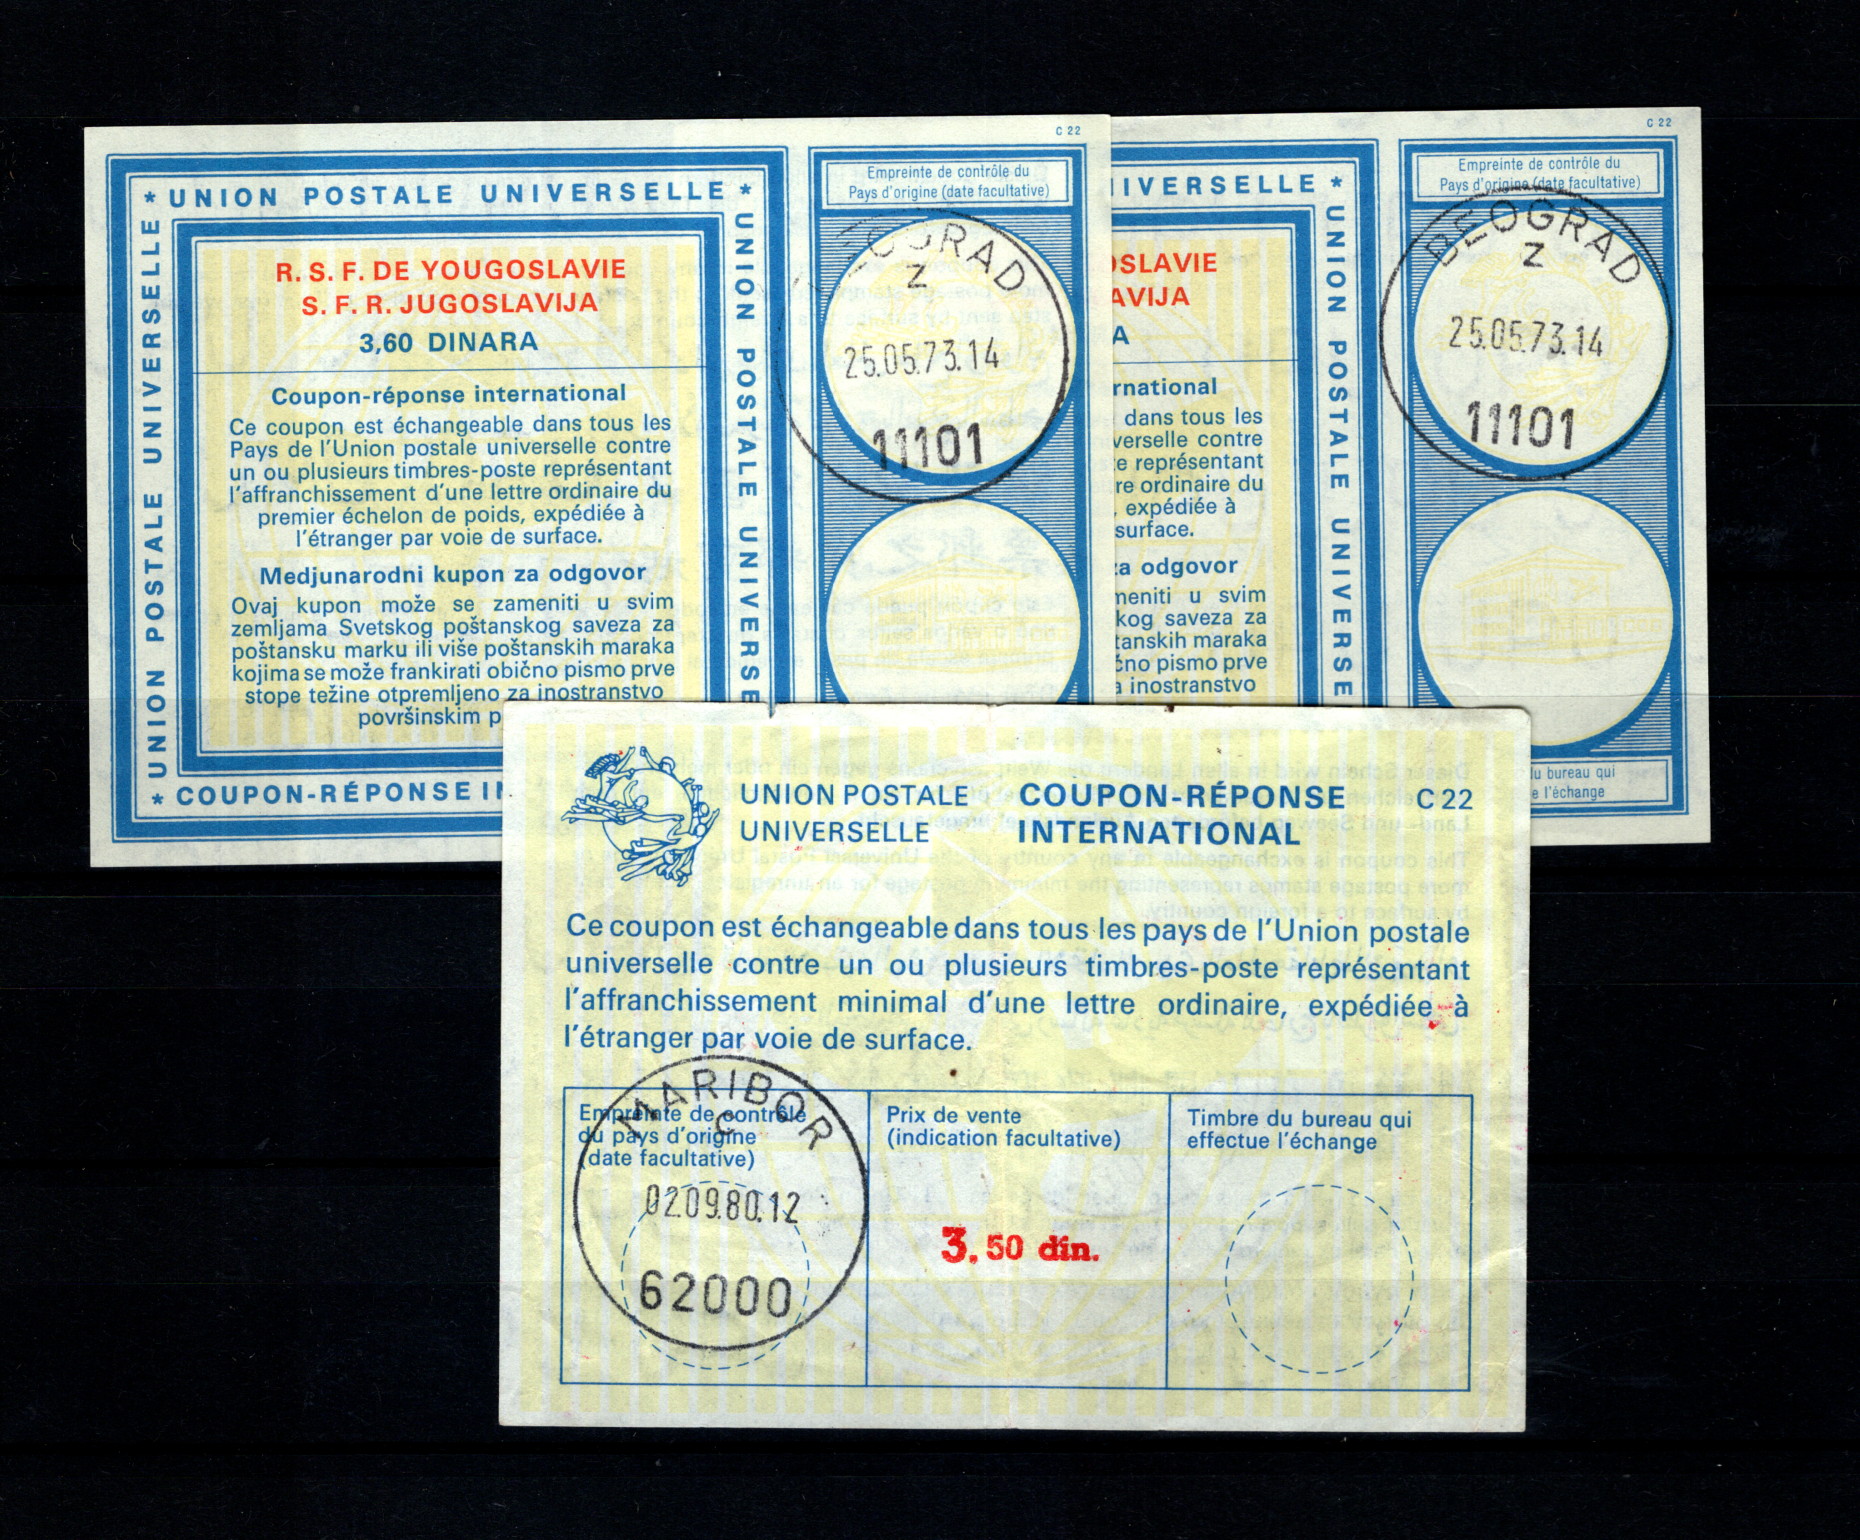 C 22
* UNION POSTALE UNIVERSELLE *
UNION POSTALE UNIVERSELLE
R. S. F. DE YOUGOSLAVIE
S. F. R. JUGOSLAVIJA
3,60 DINARA
Coupon-réponse international
Ce coupon est échangeable dans tous les
Pays de l'Union postale universelle contre
un ou plusieurs timbres-poste représentant
l'affranchissement d'une lettre ordinaire du
premier échelon de poids, expédiée à
l'étranger par voie de surface.
Medjunarodni kupon za odgovor
Ovaj kupon može se zameniti u svim
zemljama Svetskog poštanskog saveza za
poštansku marku ili više poštanskih maraka
kojima se može frankirati obično pismo prve
stope težine otpremljeno za inostranstvo
površinskim p
UNION POSTALE UNIVERSE
* COUPON-RÉPONSE IN
Empreinte de contrôle du
Pays d'origine (date facultative)
EOGRAD
Z
25.05.73.14
11101
C 22
IVERSELLE *
OSLAVIE
AVIJA
A
rnational
dans tous les
verselle contre
te représentant
re ordinaire du
, expédiée à
surface.
za odgovor
meniti u svim
kog saveza za
tanskih maraka
čno pismo prve
a inostranstvo
UNION POSTALE UNIVERSE
Empreinte de contrôle du
Pays d'origine (date facultative)
BEOGRAD
Z
25.05.73.14
11101
du bureau qui
e l'échange
UNION POSTALE COUPON-RÉPONSE C22
UNIVERSELLE INTERNATIONAL
Ce coupon est échangeable dans tous les pays de l'Union postale
universelle contre un ou plusieurs timbres-poste représentant
l'affranchissement minimal d'une lettre ordinaire, expédiée à
l'étranger par voie de surface.
Empreinte de contrôle
du pays d'origine
(date facultative)
MARIBOR
C
02.09.80.12
62000
Prix de vente
(indication facultative)
3,50 din.
Timbre du bureau qui
effectue l'échange